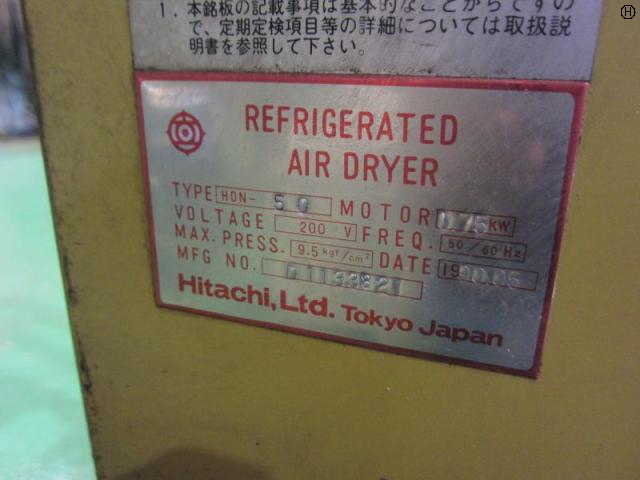 1. 本銘板の記載事項は基本的なことがらですの
で、定期定検項目等の詳細については取扱説
明書を参照して下さい。
REFRIGERATED
AIR DRYER
TYPE HDN- 50 MOTOR 0.75 KW
VOLTAGE 200 V FREQ. 50/60 Hz
MAX. PRESS. 9.5 kgf/cm² DATE 1990.05
MFG NO.
Hitachi, Ltd. Tokyo Japan
H